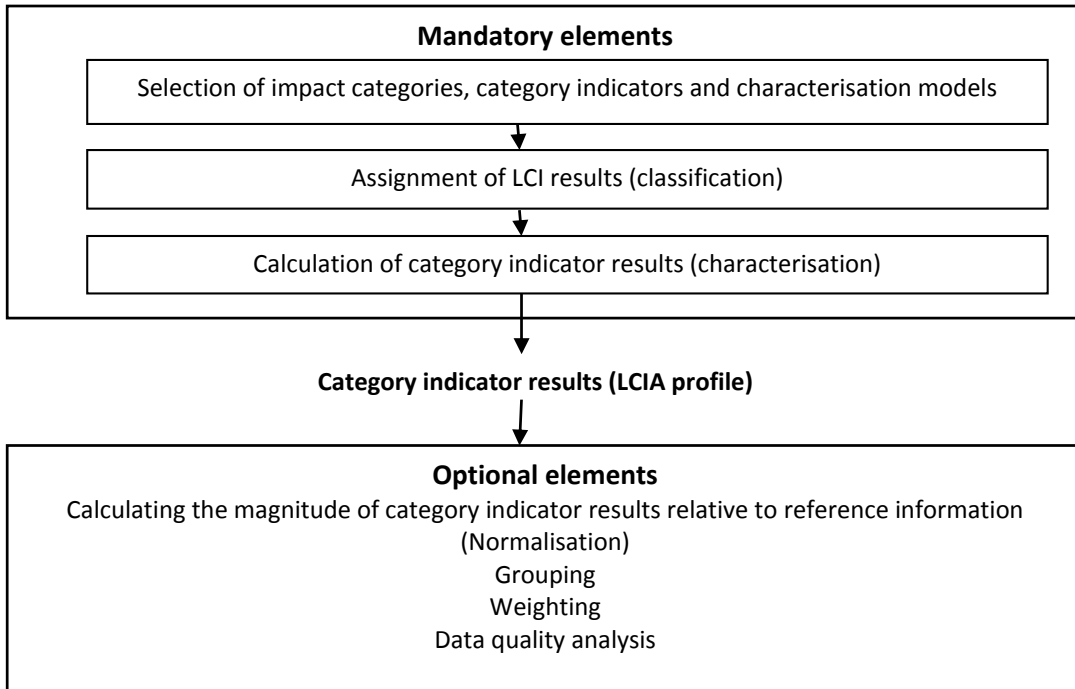 Mandatory elements
Selection of impact categories, category indicators and characterisation models
Assignment of LCI results (classification)
Calculation of category indicator results (characterisation)
Category indicator results (LCIA profile)
Optional elements
Calculating the magnitude of category indicator results relative to reference information
(Normalisation)
Grouping
Weighting
Data quality analysis